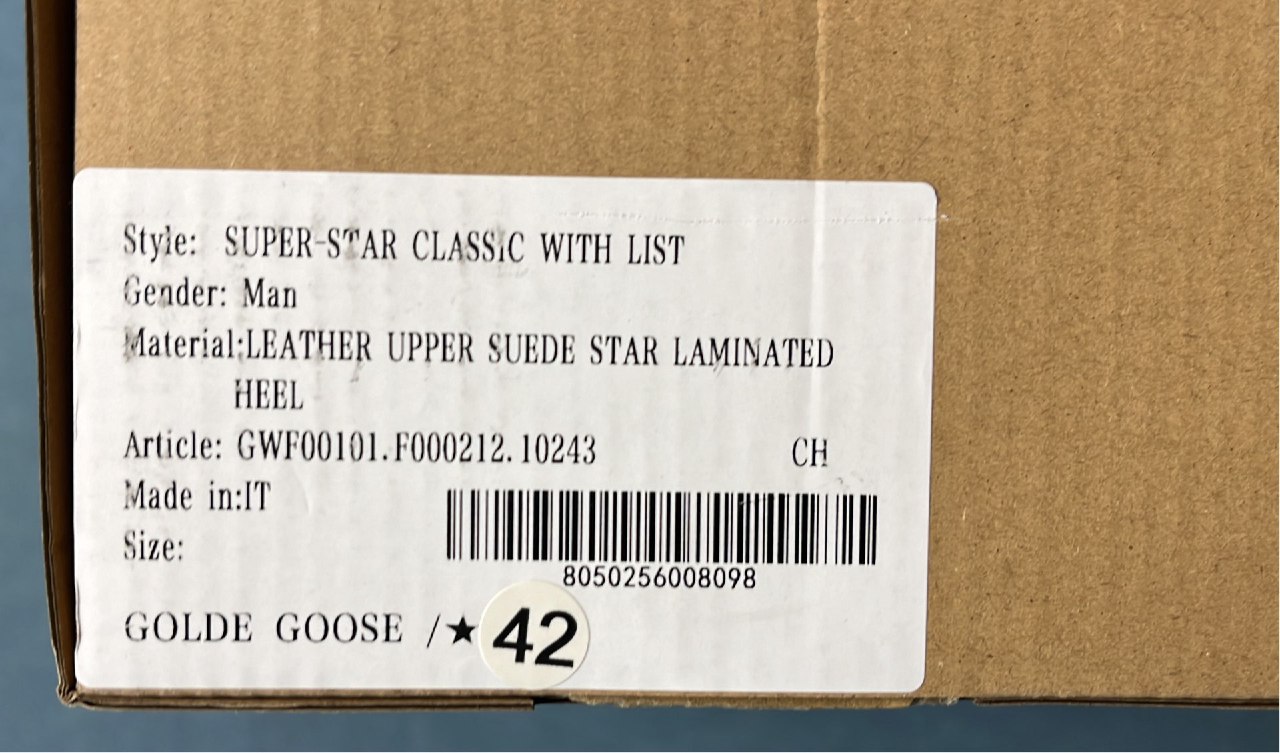 Style: SUPER-STAR CLASSIC WITH LIST
Gender: Man
Material:LEATHER UPPER SUEDE STAR LAMINATED
HEEL
Article: GWF00101.F000212.10243 CH
Made in:IT
Size:
8050256008098
GOLDE GOOSE /★ 42